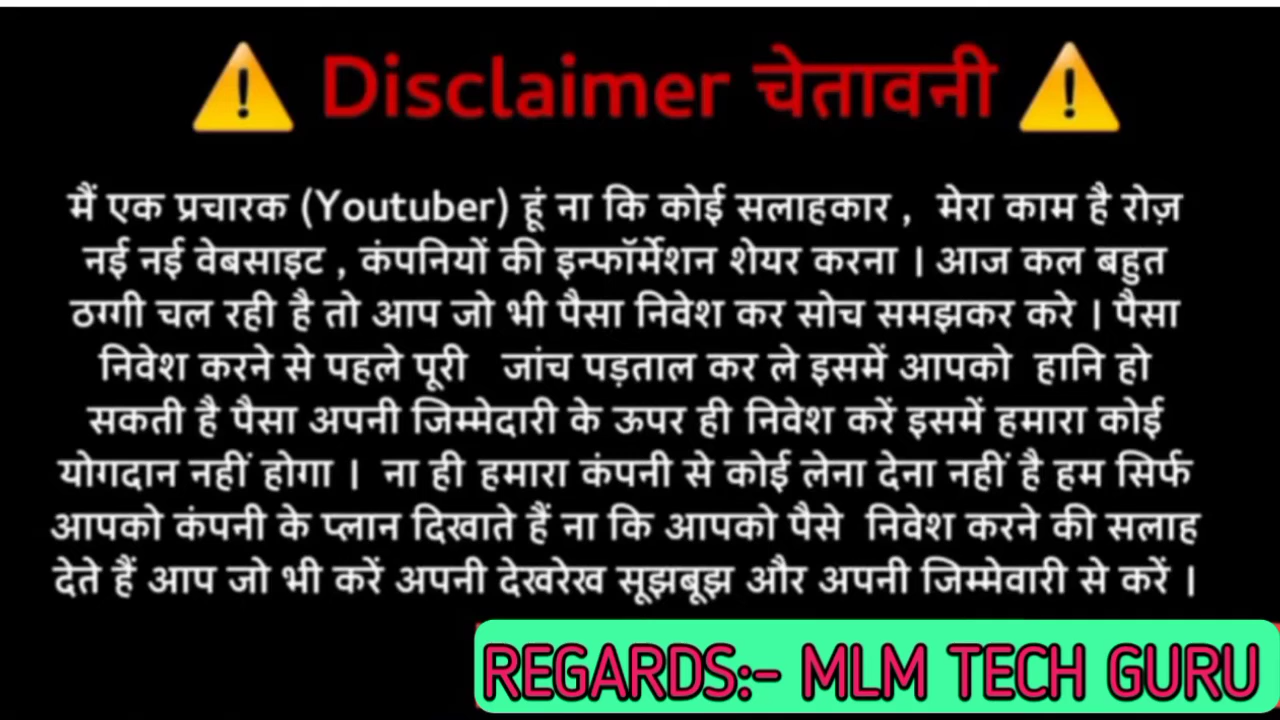 ⚠ Disclaimer चेतावनी ⚠
मैं एक प्रचारक (Youtuber) हूं ना कि कोई सलाहकार , मेरा काम है रोज़
नई नई वेबसाइट , कंपनियों की इन्फॉर्मेशन शेयर करना । आज कल बहुत
ठग्गी चल रही है तो आप जो भी पैसा निवेश कर सोच समझकर करे । पैसा
निवेश करने से पहले पूरी जांच पड़ताल कर ले इसमें आपको हानि हो
सकती है पैसा अपनी जिम्मेदारी के ऊपर ही निवेश करें इसमें हमारा कोई
योगदान नहीं होगा । ना ही हमारा कंपनी से कोई लेना देना नहीं है हम सिर्फ
आपको कंपनी के प्लान दिखाते हैं ना कि आपको पैसे निवेश करने की सलाह
देते हैं आप जो भी करें अपनी देखरेख सूझबूझ और अपनी जिम्मेवारी से करें ।
REGARDS:- MLM TECH GURU